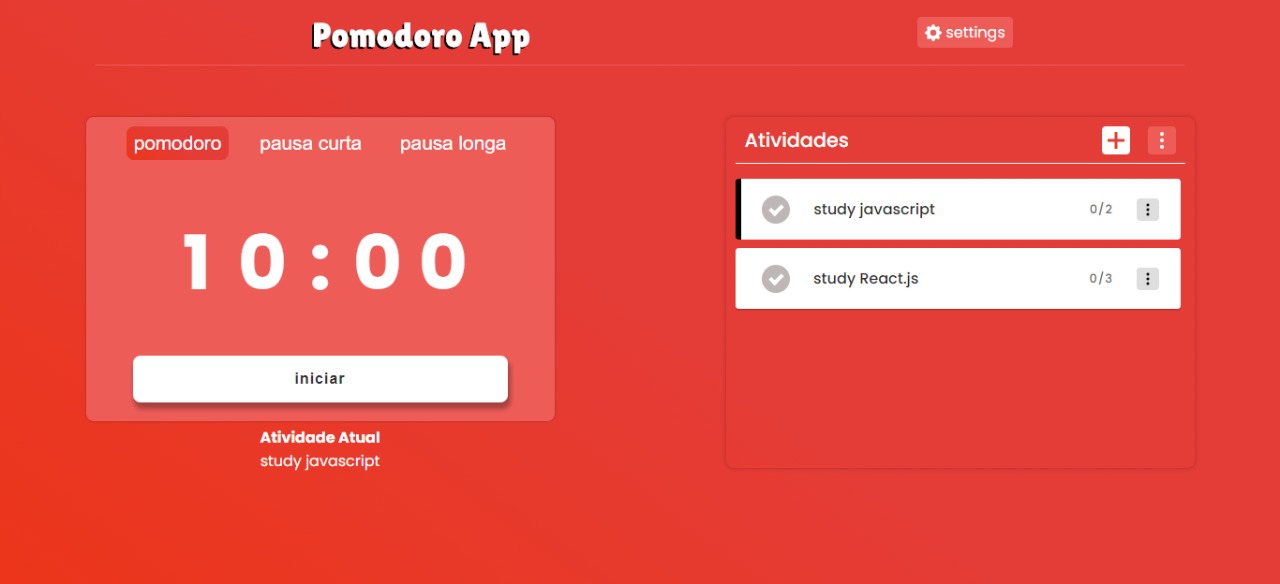 Pomodoro App
settings
pomodoro pausa curta pausa longa
10:00
iniciar
Atividade Atual
study javascript
Atividades
study javascript 0/2
study React.js 0/3